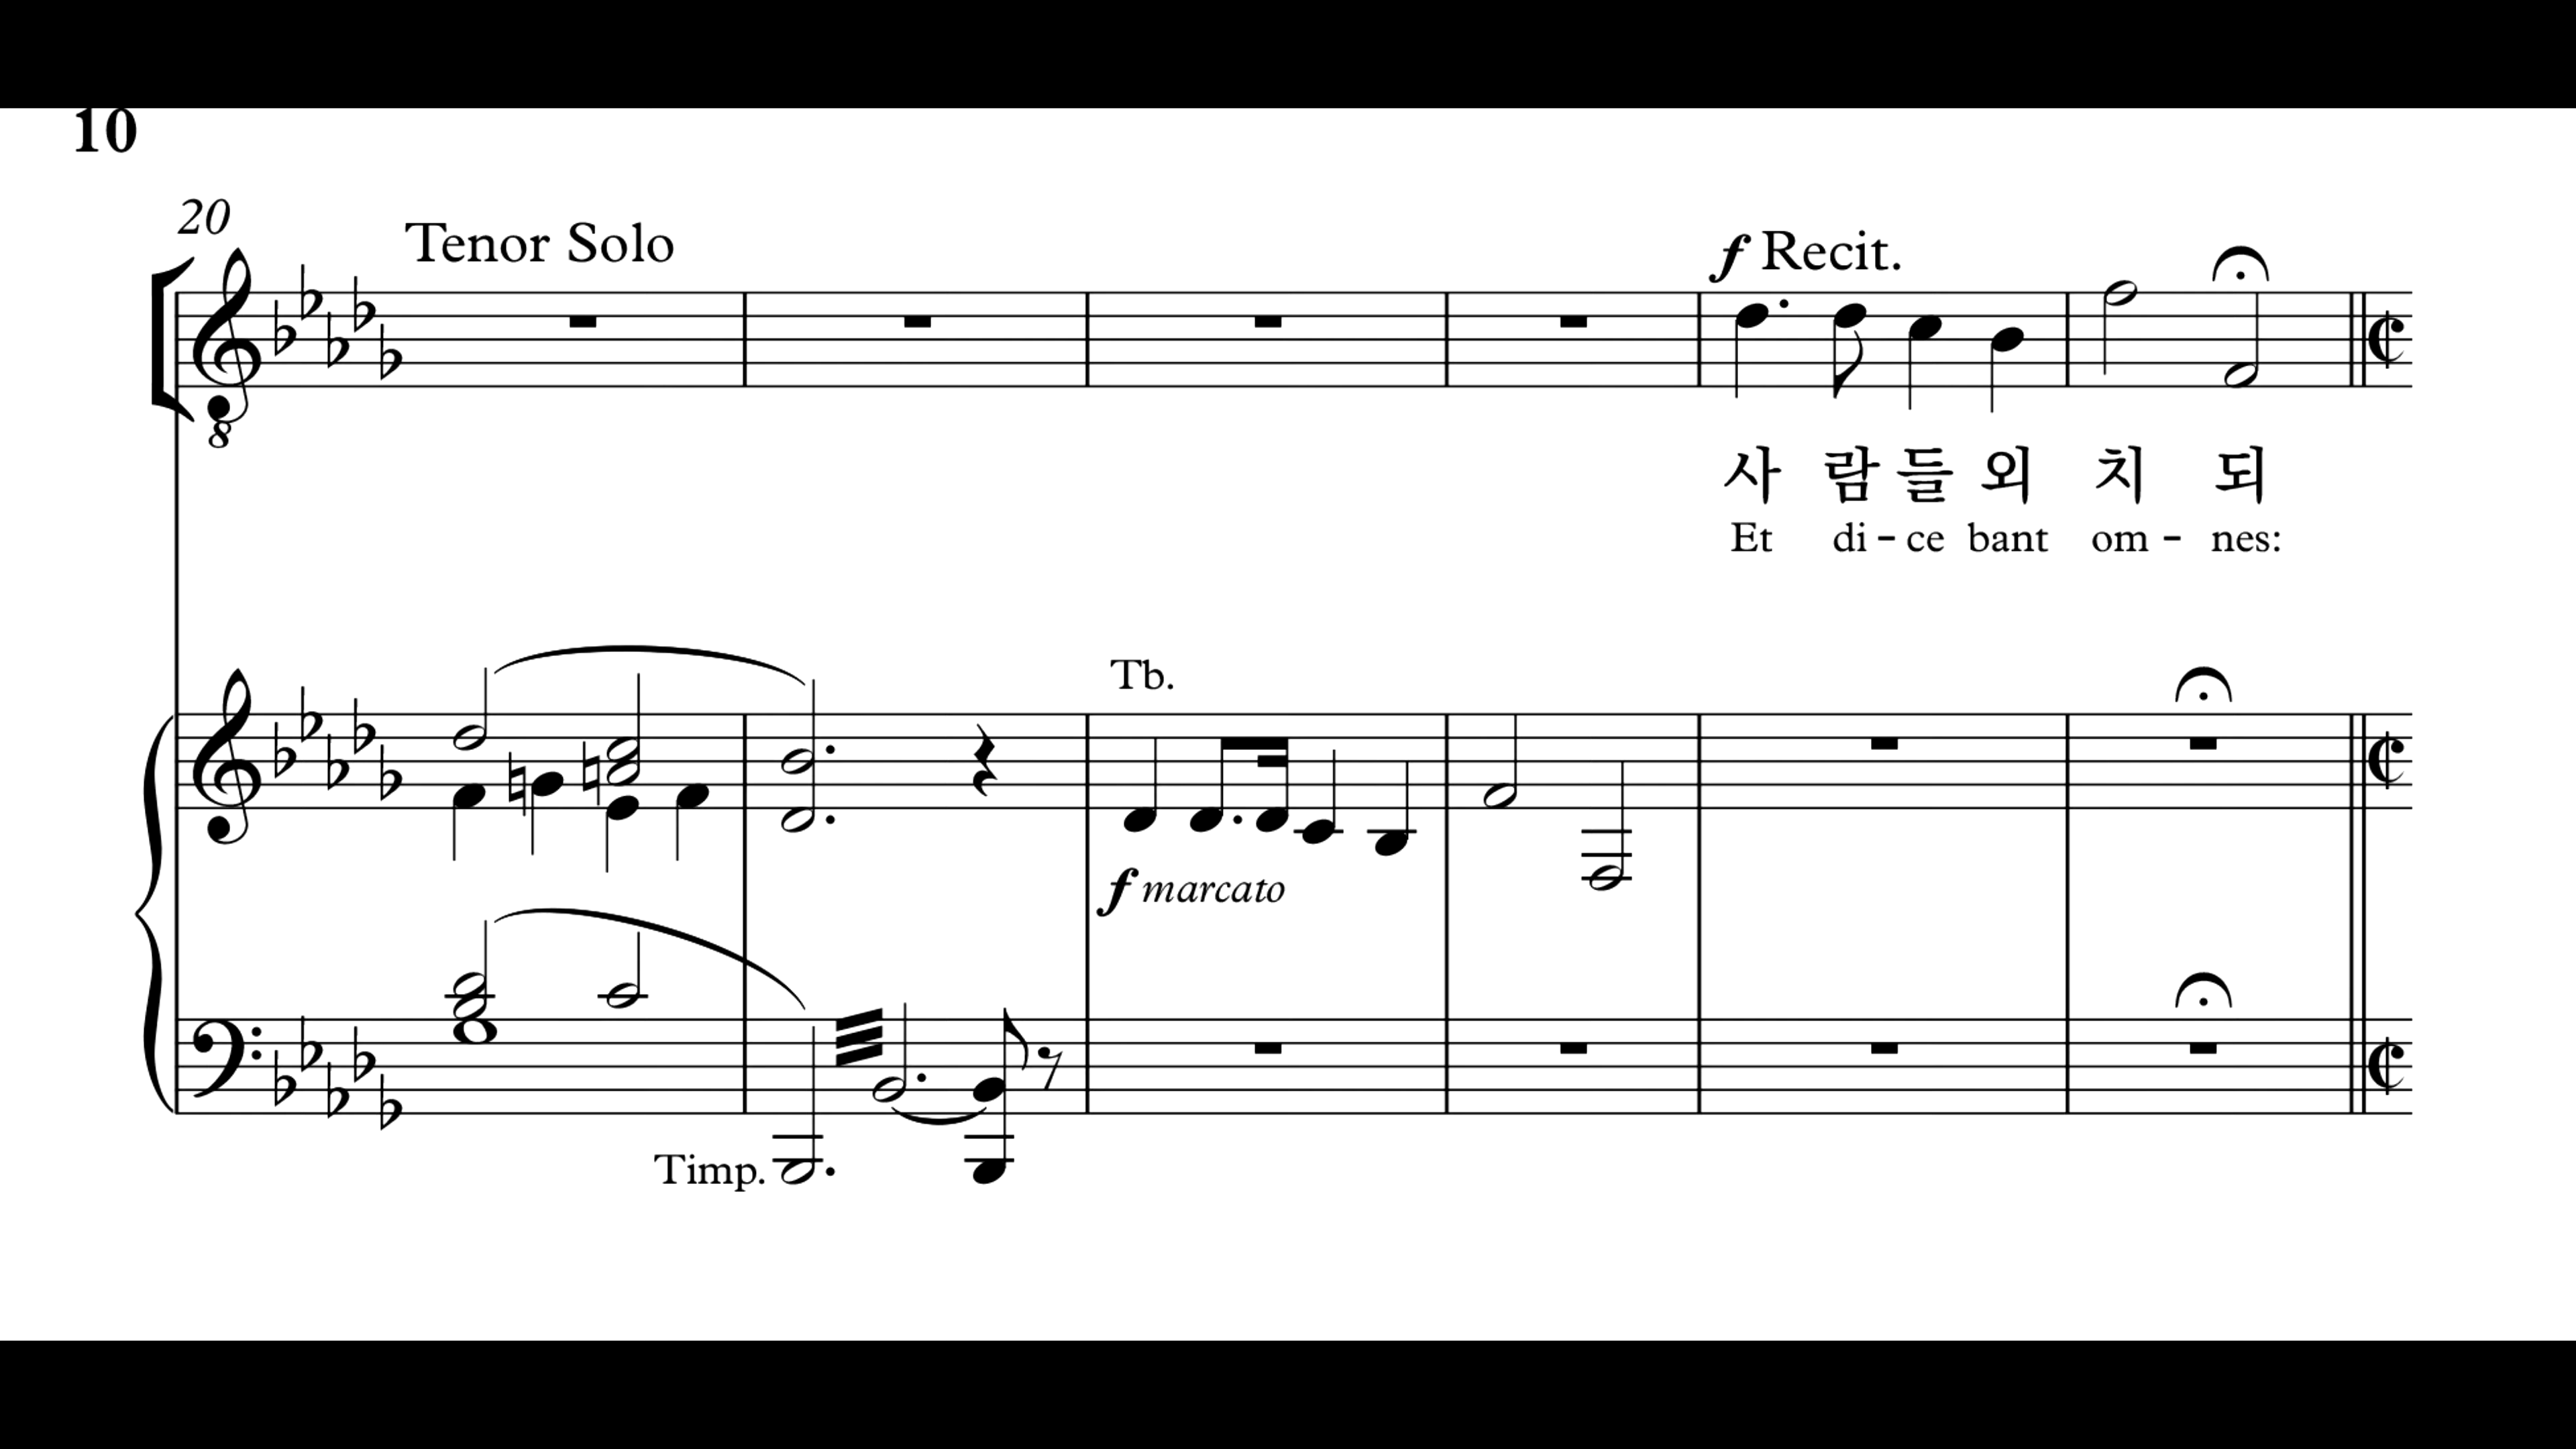 10
20
Tenor Solo
f Recit.
8
사 람 들 외 치 되
Et di - ce bant om - nes:
Tb.
f marcato
Timp.